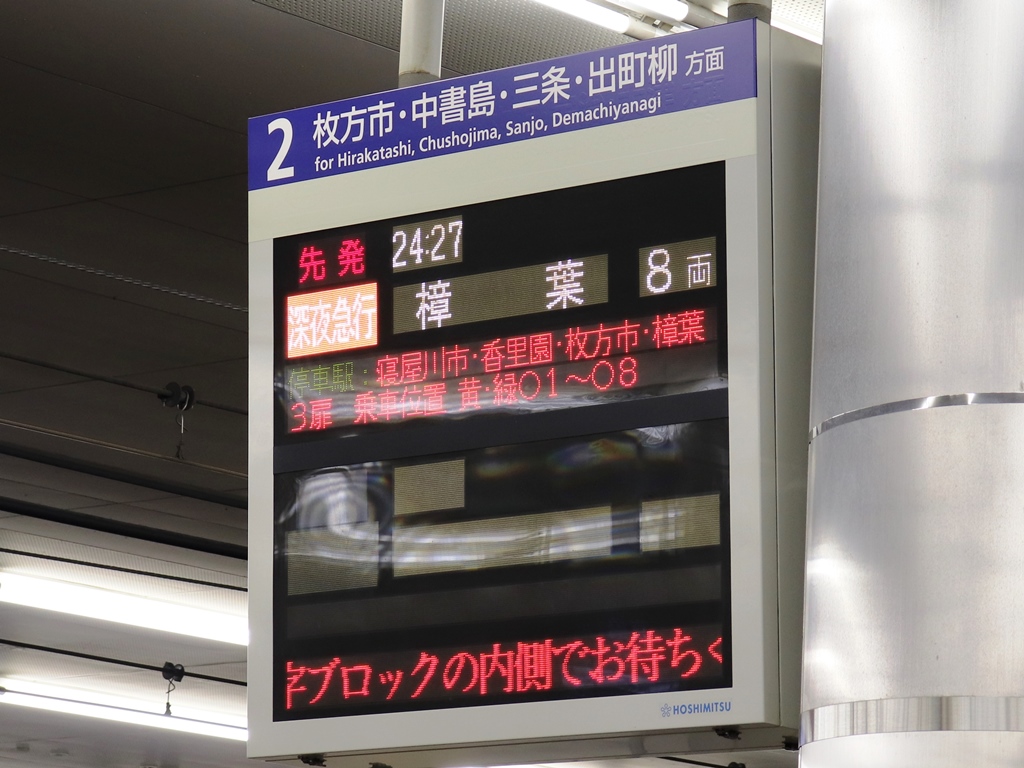 2 枚方市・中書島・三条・出町柳 方面
for Hirakatashi, Chushojima, Sanjo, Demachiyanagi
先発 24:27
深夜急行 樟葉 8両
停車駅：寝屋川市・香里園・枚方市・樟葉
3扉 乗車位置 黄・緑○1～○8
字ブロックの内側でお待ちく
HOSHIMITSU